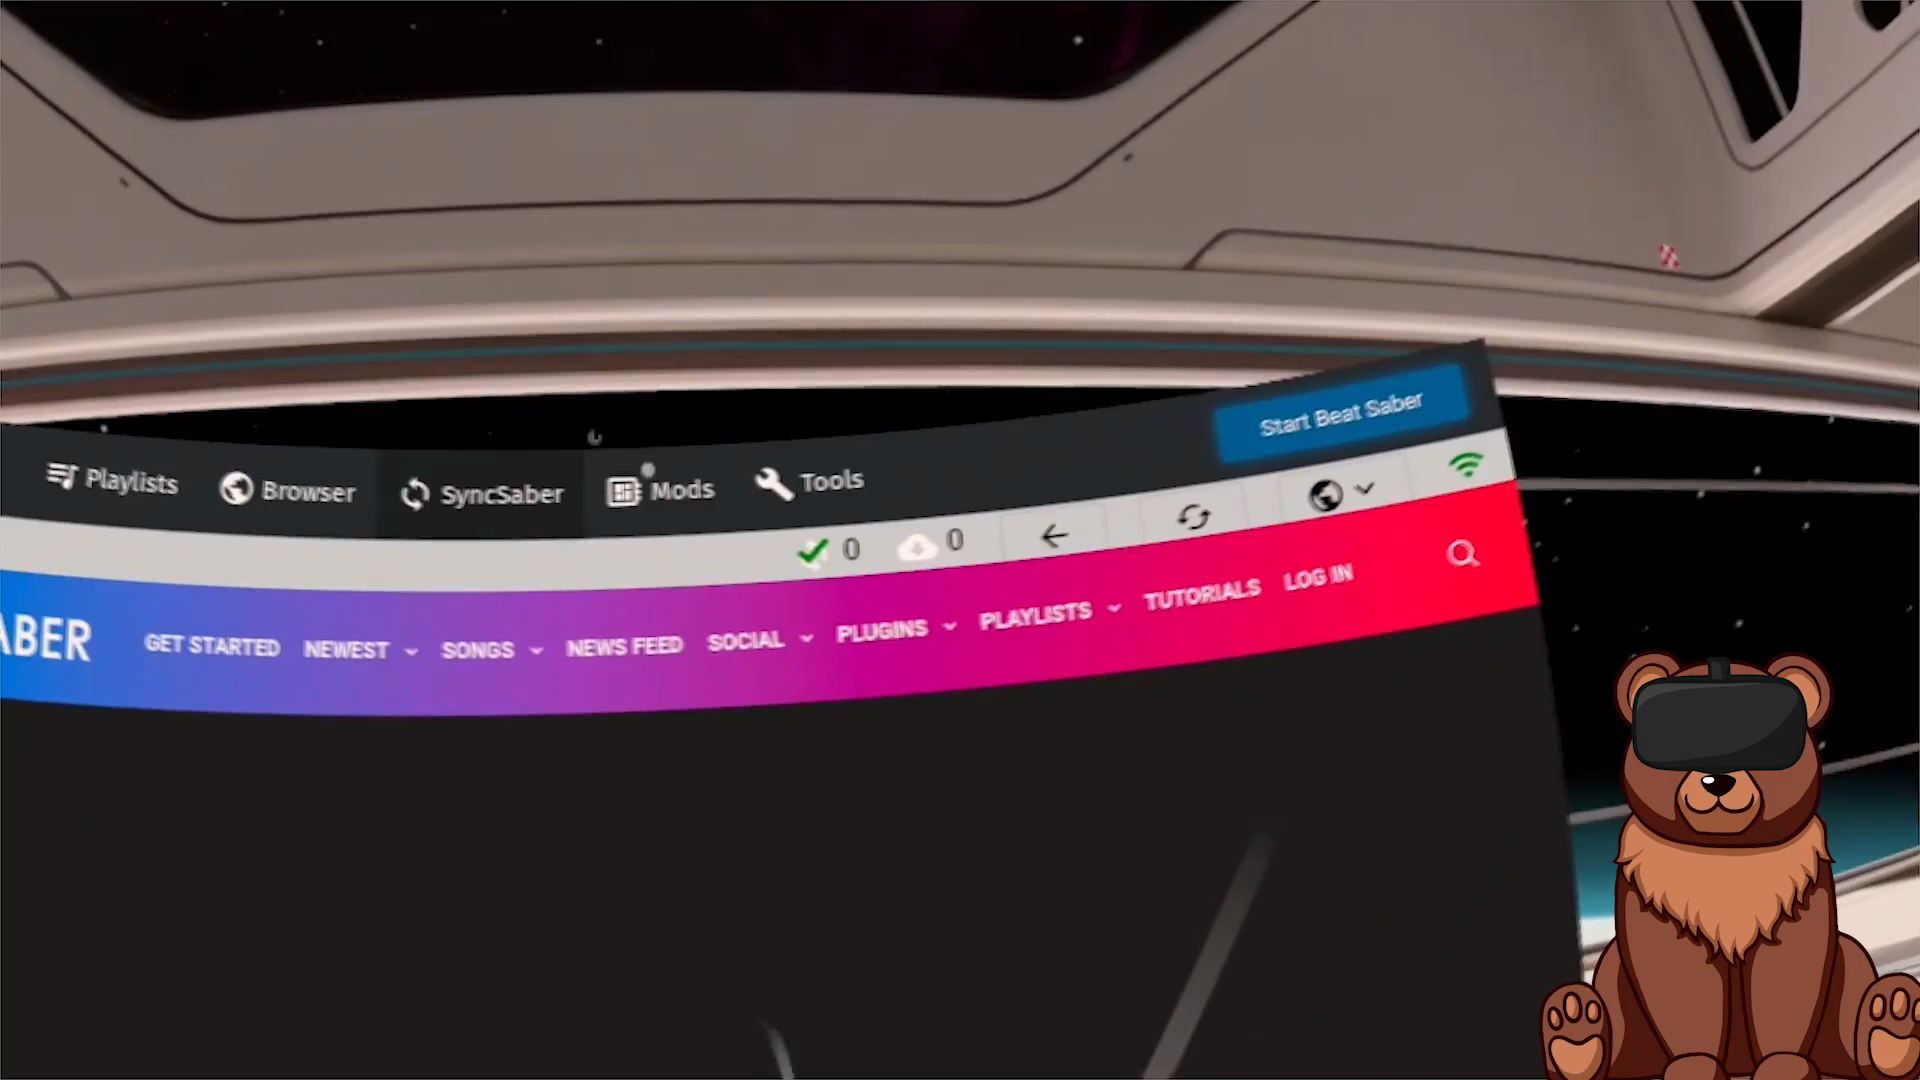 Start Beat Saber
Playlists Browser SyncSaber Mods Tools
0 0
ABER GET STARTED NEWEST SONGS NEWS FEED SOCIAL PLUGINS PLAYLISTS TUTORIALS LOG IN